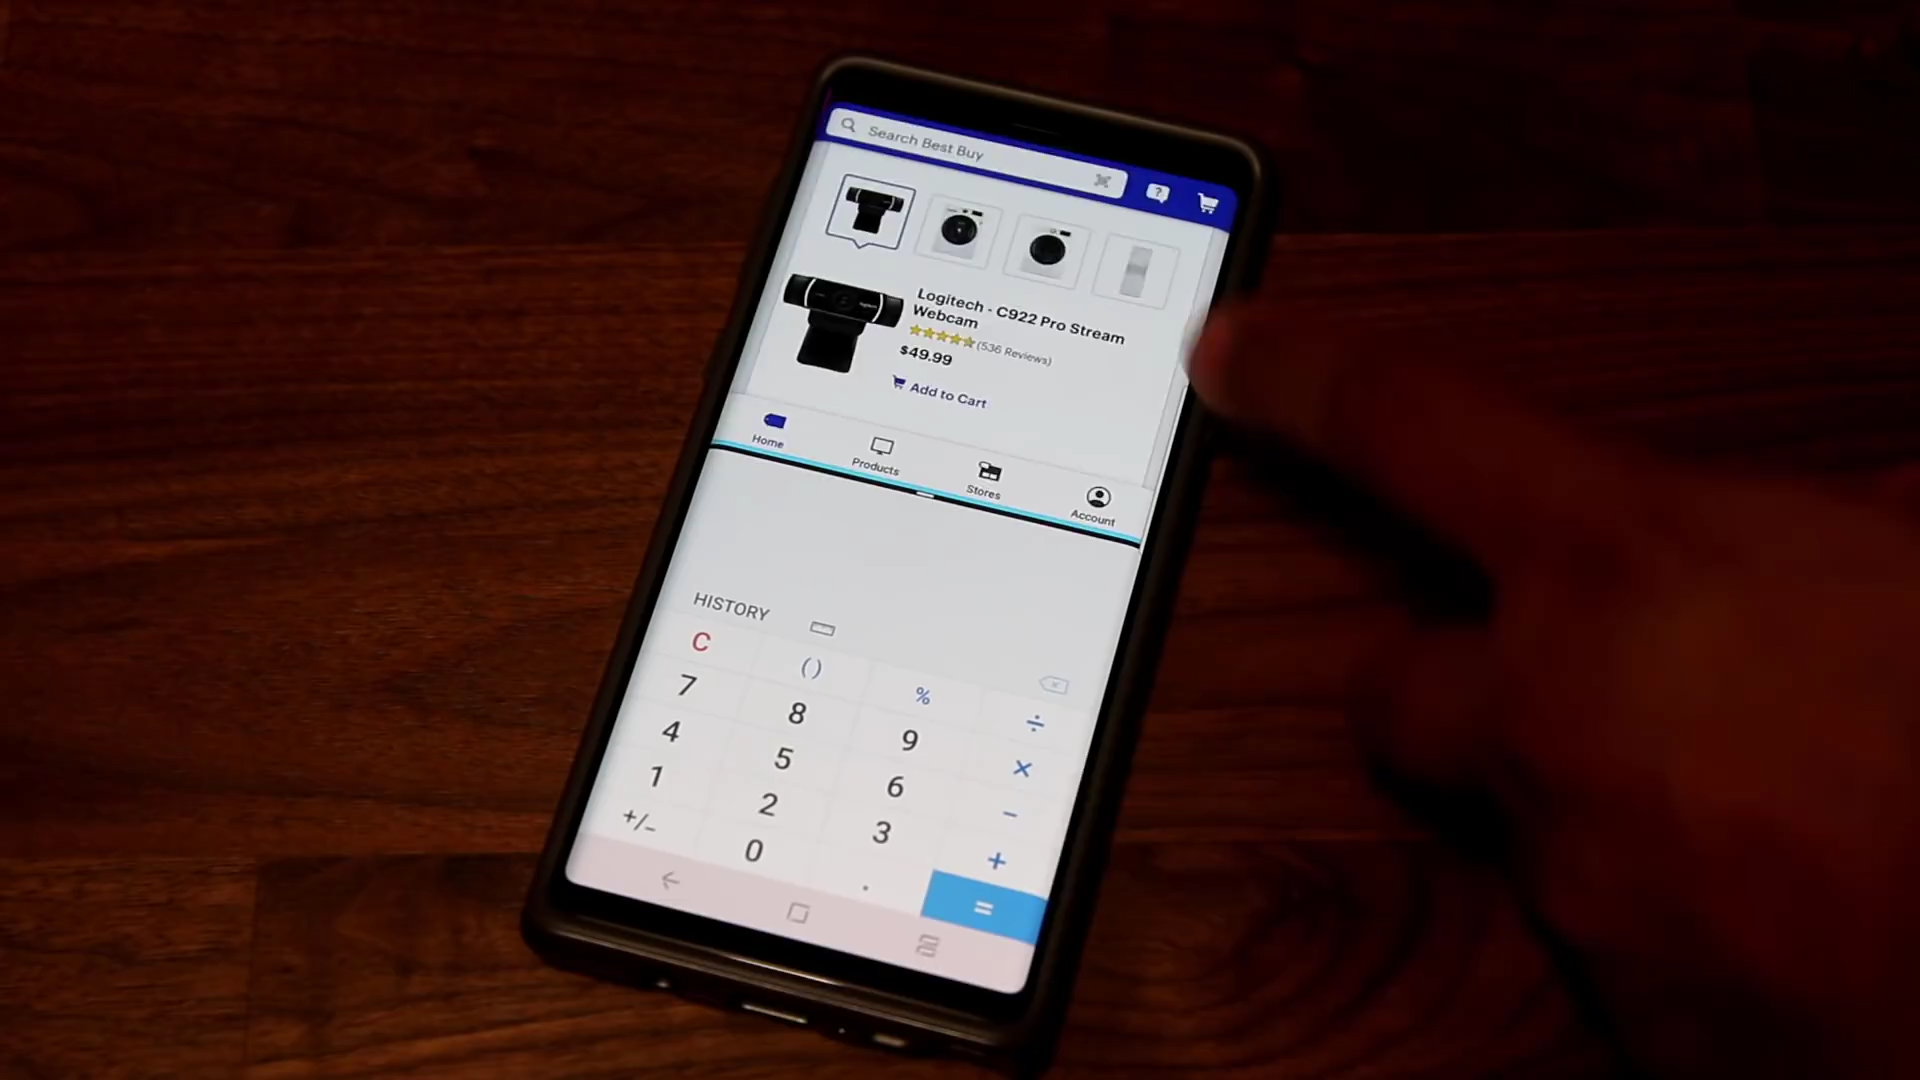 Search Best Buy
?
Logitech - C922 Pro Stream
Webcam
(536 Reviews)
$49.99
Add to Cart
Home
Products
Stores
Account
HISTORY
C
( )
%
÷
7
8
9
×
4
5
6
−
1
2
3
+
+/−
0
.
=